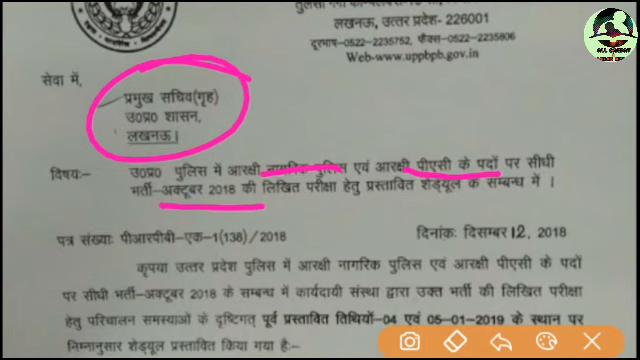 लखनऊ, उत्तर प्रदेश- 226001
दूरभाष-0522-2235752, फैक्स-0522-2235806
Web-www.uppbpb.gov.in
सेवा में,
प्रमुख सचिव(गृह)
उ0प्र0 शासन,
लखनऊ।
विषयः- उ0प्र0 पुलिस में आरक्षी नागरिक पुलिस एवं आरक्षी पीएसी के पदों पर सीधी
भर्ती-अक्टूबर 2018 की लिखित परीक्षा हेतु प्रस्तावित शेड्यूल के सम्बन्ध में ।
पत्र संख्याः पीआरपीबी-एक-1(138)/2018 दिनांकः दिसम्बर 12, 2018
कृपया उत्तर प्रदेश पुलिस में आरक्षी नागरिक पुलिस एवं आरक्षी पीएसी के पदों
पर सीधी भर्ती-अक्टूबर 2018 के सम्बन्ध में कार्यदायी संस्था द्वारा उक्त भर्ती की लिखित परीक्षा
हेतु परिचालन समस्याओं के दृष्टिगत् पूर्व प्रस्तावित तिथियों-04 एवं 05-01-2019 के स्थान पर
निम्नानुसार शेड्यूल प्रस्तावित किया गया हैः-